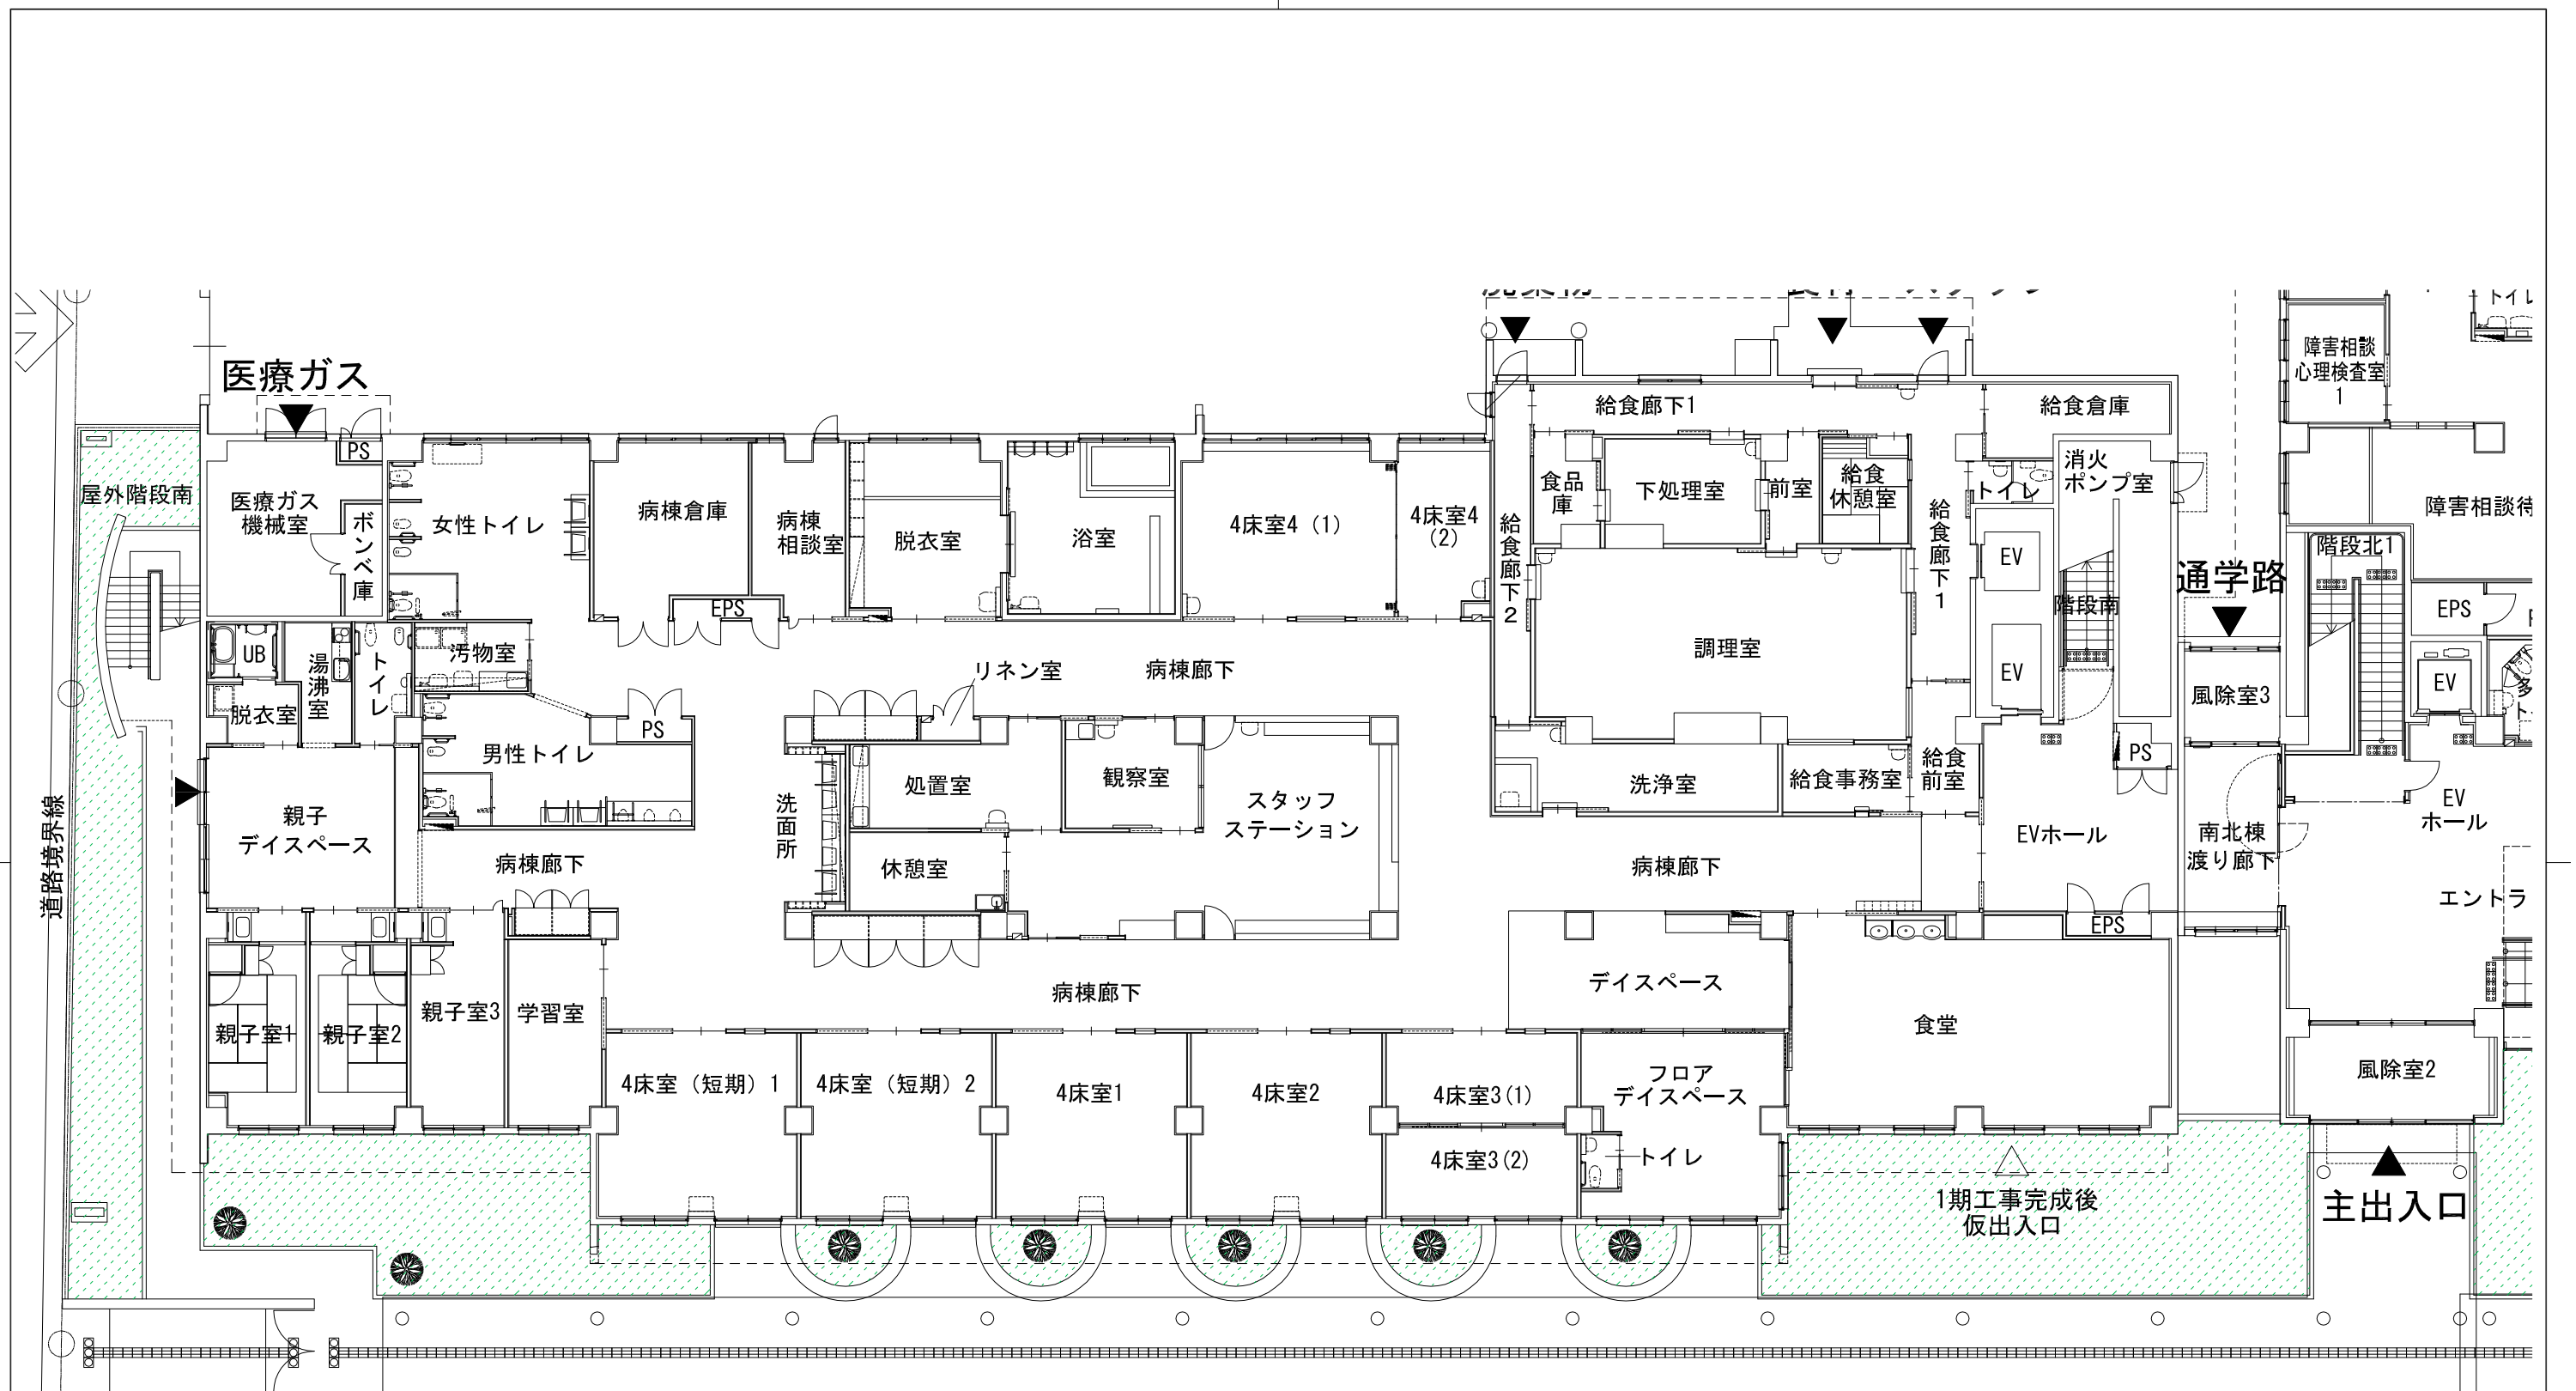 医療ガス
PS
屋外階段南
医療ガス
機械室
ボンベ庫
女性トイレ
病棟倉庫
EPS
病棟
相談室
脱衣室
浴室
4床室4 (1)
4床室4
(2)
給食廊下1
給食倉庫
食品
庫
下処理室
前室
給食
休憩室
給食廊下2
給食廊下1
トイレ
消火
ポンプ室
EV
階段南
EV
調理室
通学路
障害相談
心理検査室
1
トイレ
障害相談待
階段北1
EPS
EV
UB
湯沸室
トイレ
汚物室
脱衣室
リネン室
病棟廊下
風除室3
PS
男性トイレ
親子
デイスペース
病棟廊下
洗面所
処置室
観察室
スタッフ
ステーション
休憩室
洗浄室
給食事務室
給食
前室
PS
病棟廊下
EVホール
EPS
南北棟
渡り廊下
EV
ホール
エントラ
道路境界線
親子室1
親子室2
親子室3
学習室
病棟廊下
デイスペース
食堂
4床室（短期）1
4床室（短期）2
4床室1
4床室2
4床室3(1)
4床室3(2)
フロア
デイスペース
トイレ
風除室2
1期工事完成後
仮出入口
主出入口